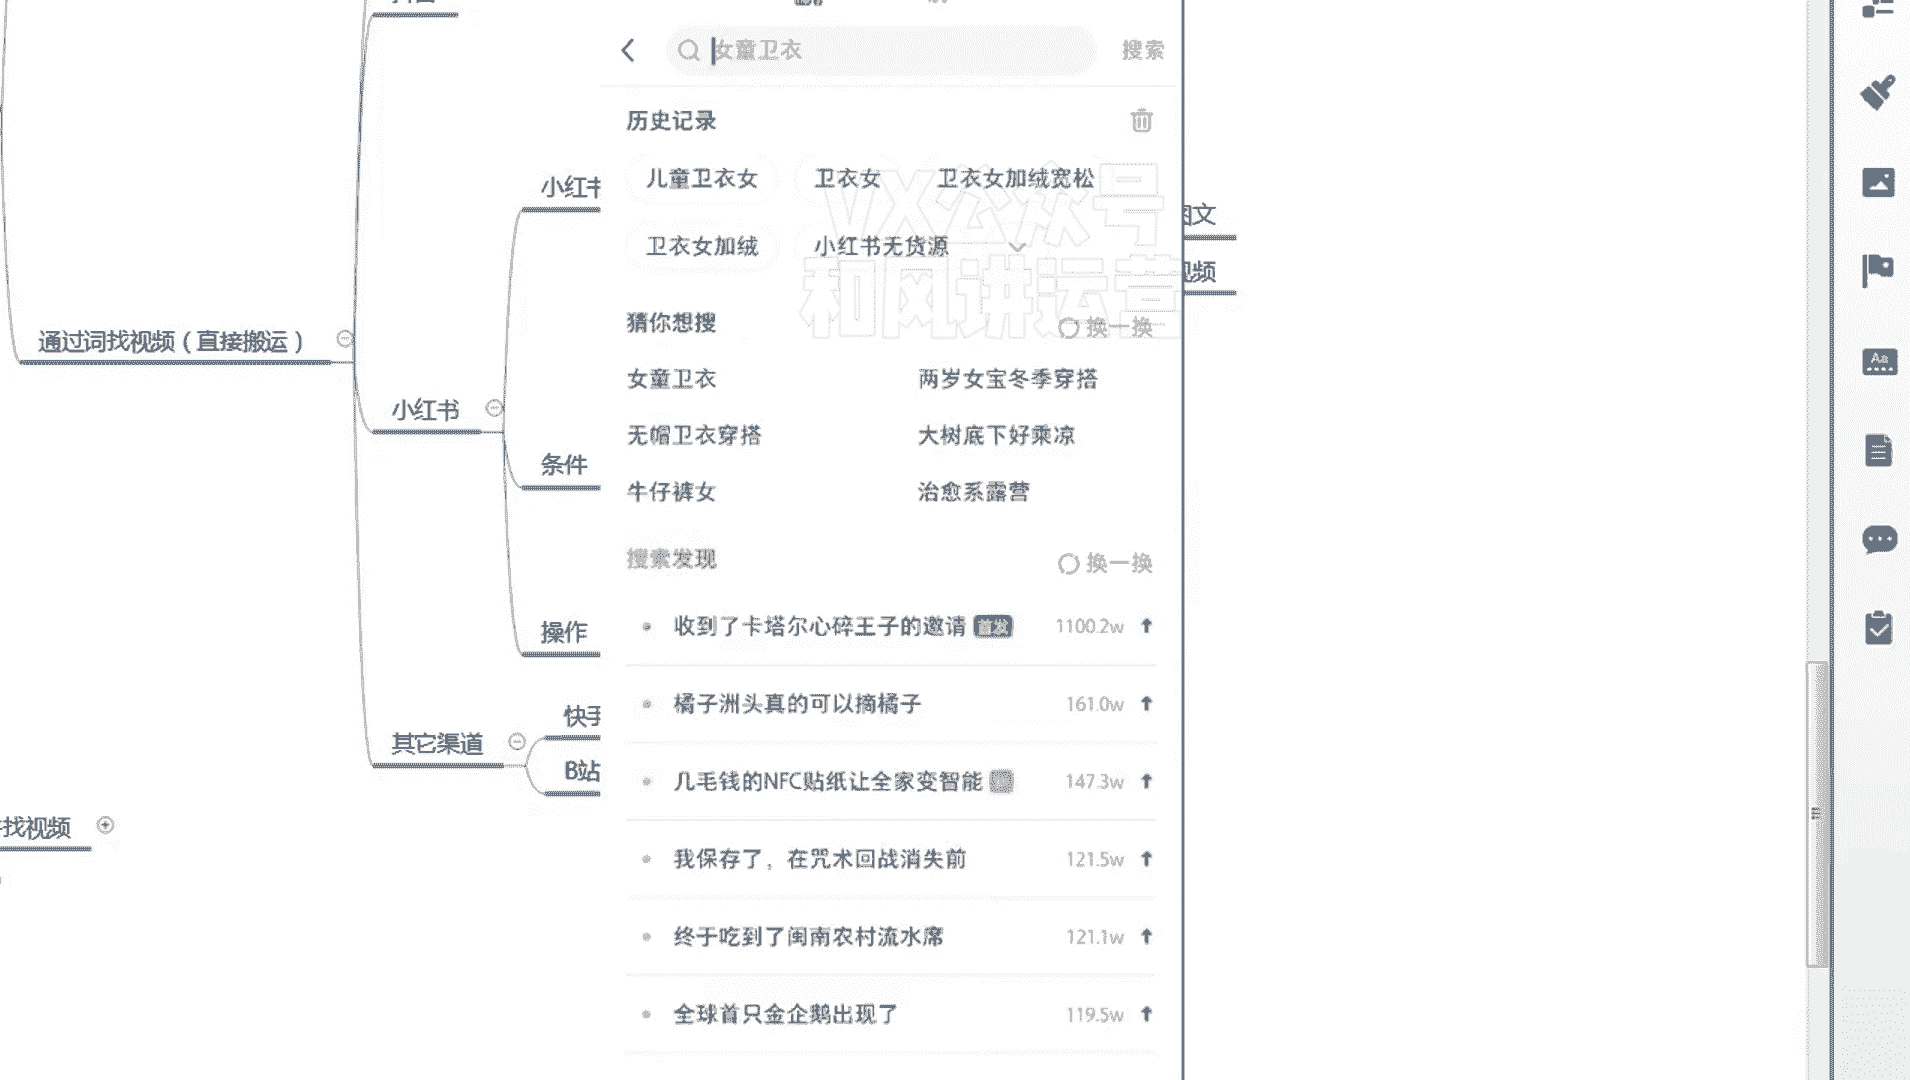 女童卫衣
搜索
历史记录
儿童卫衣女
卫衣女
卫衣女加绒宽松
卫衣女加绒
小红书无货源
VX公众号
和风讲运营
猜你想搜
换一换
女童卫衣
两岁女宝冬季穿搭
无帽卫衣穿搭
大树底下好乘凉
牛仔裤女
治愈系露营
搜索发现
换一换
收到了卡塔尔心碎王子的邀请 首发 1100.2w
橘子洲头真的可以摘橘子 161.0w
几毛钱的NFC贴纸让全家变智能 147.3w
我保存了，在咒术回战消失前 121.5w
终于吃到了闽南农村流水席 121.1w
全球首只金企鹅出现了 119.5w
通过词找视频（直接搬运）
小红书
小红书
条件
操作
其它渠道
快手
B站
找视频
图文
视频
Aa